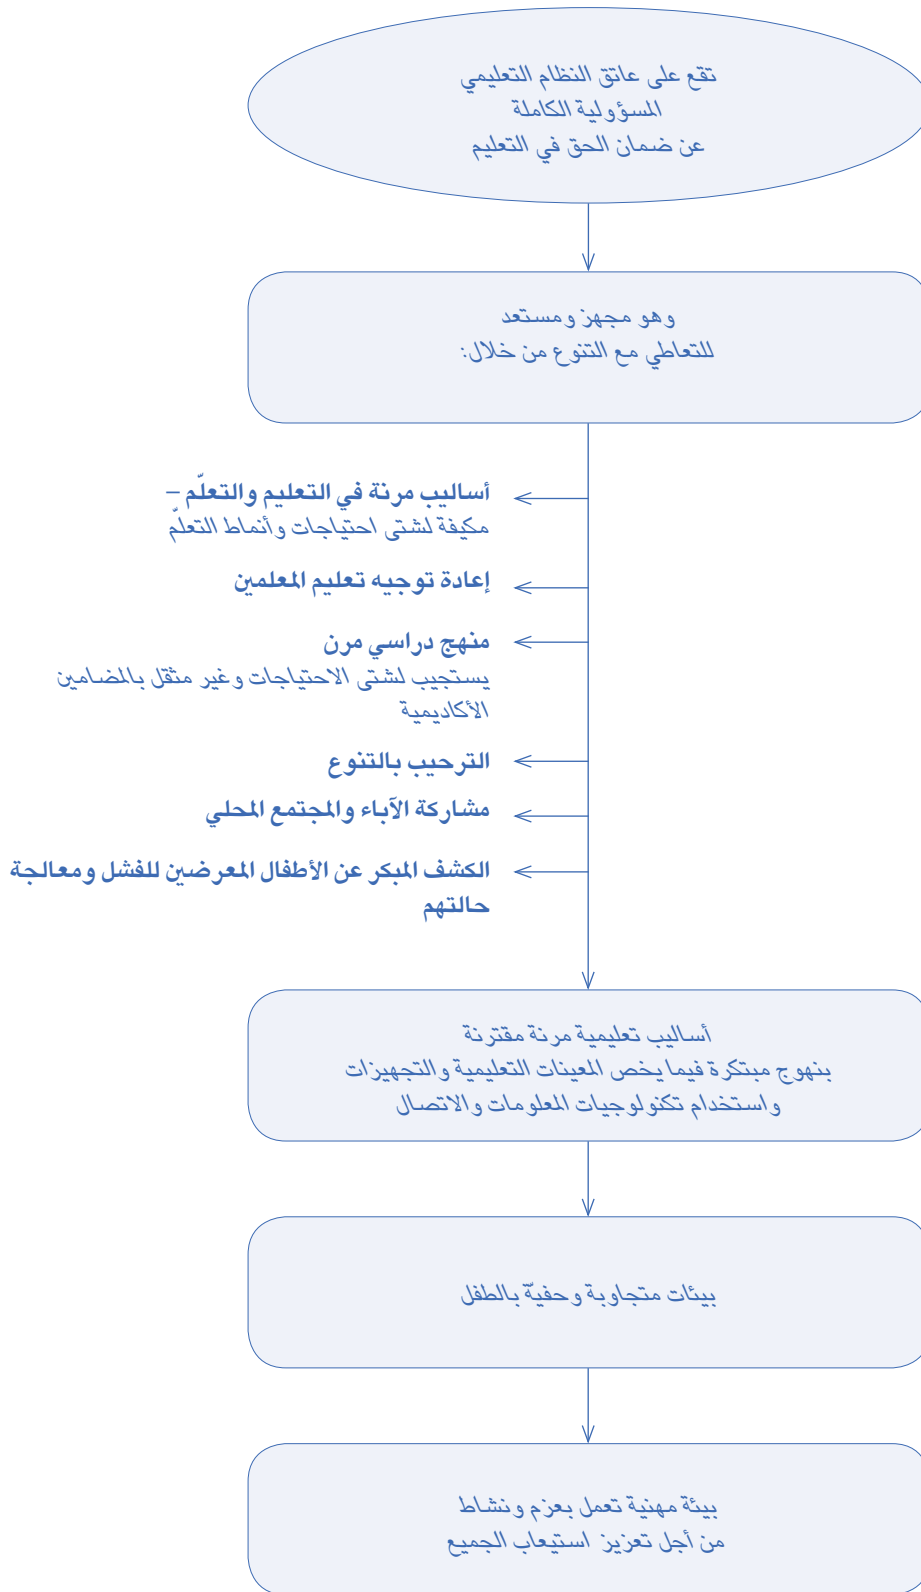 تقع على عاتق النظام التعليمي
المسؤولية الكاملة
عن ضمان الحق في التعليم
وهو مجهز ومستعد
للتعاطي مع التنوع من خلال:
أساليب مرنة في التعليم والتعلّم –
مكيفة لشتى احتياجات وأنماط التعلّم
إعادة توجيه تعليم المعلمين
منهج دراسي مرن
يستجيب لشتى الاحتياجات وغير مثقل بالمضامين
الأكاديمية
الترحيب بالتنوع
مشاركة الآباء والمجتمع المحلي
الكشف المبكر عن الأطفال المعرضين للفشل ومعالجة
حالتهم
أساليب تعليمية مرنة مقترنة
بنهوج مبتكرة فيما يخص المعينات التعليمية والتجهيزات
واستخدام تكنولوجيات المعلومات والاتصال
بيئات متجاوبة وحفيّة بالطفل
بيئة مهنية تعمل بعزم ونشاط
من أجل تعزيز استيعاب الجميع